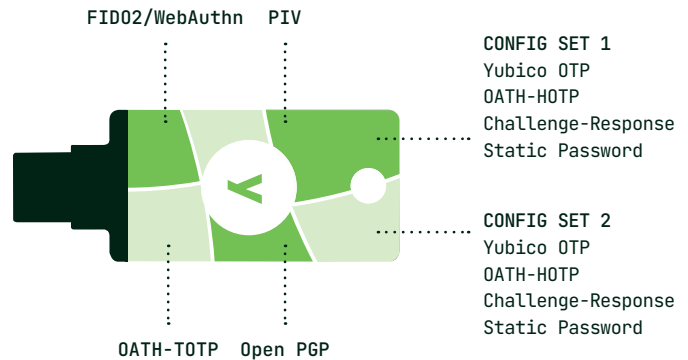 FIDO2/WebAuthn PIV
CONFIG SET 1
Yubico OTP
OATH-HOTP
Challenge-Response
Static Password
Y
CONFIG SET 2
Yubico OTP
OATH-HOTP
Challenge-Response
Static Password
OATH-TOTP Open PGP